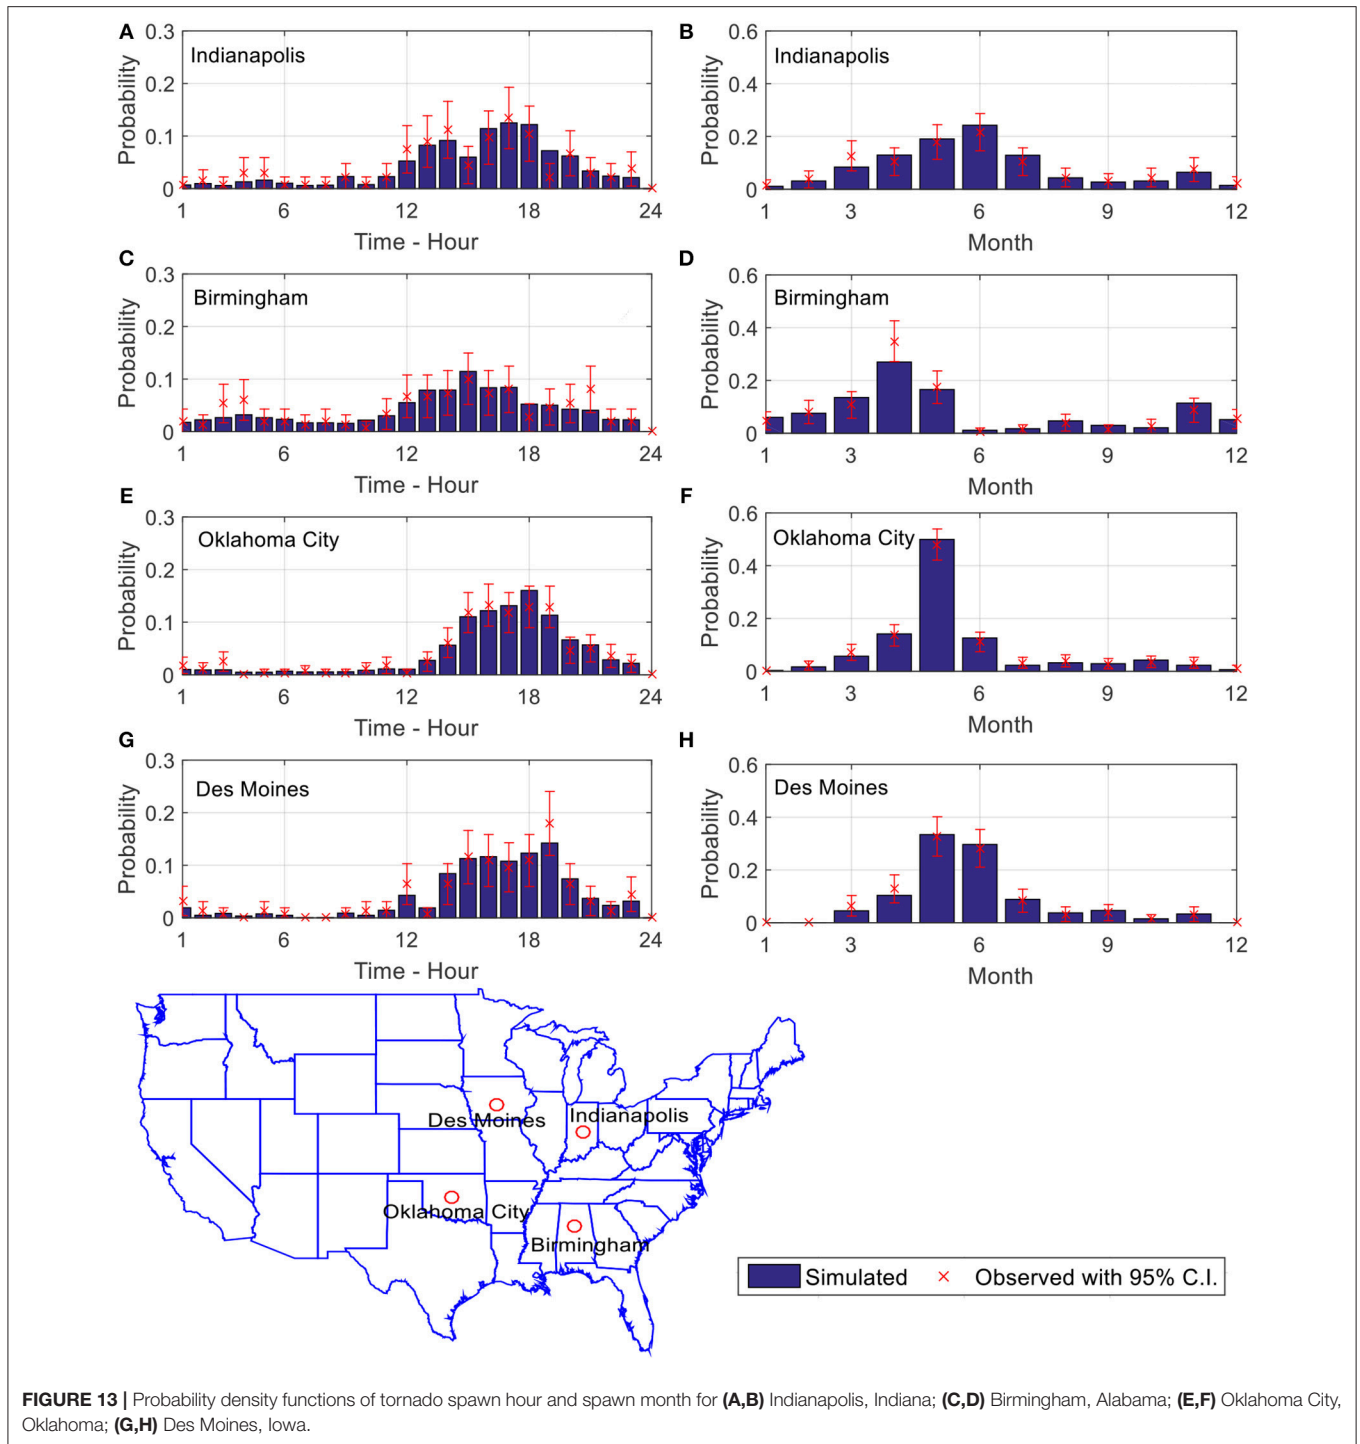 A
0.3
0.2
0.1
0
Probability
Indianapolis
1 6 12 18 24
Time - Hour
B
0.6
0.4
0.2
0
Probability
Indianapolis
1 3 6 9 12
Month
C
0.3
0.2
0.1
0
Probability
Birmingham
1 6 12 18 24
Time - Hour
D
0.6
0.4
0.2
0
Probability
Birmingham
1 3 6 9 12
Month
E
0.3
0.2
0.1
0
Probability
Oklahoma City
1 6 12 18 24
Time - Hour
F
0.6
0.4
0.2
0
Probability
Oklahoma City
1 3 6 9 12
Month
G
0.3
0.2
0.1
0
Probability
Des Moines
1 6 12 18 24
Time - Hour
H
0.6
0.4
0.2
0
Probability
Des Moines
1 3 6 9 12
Month
Des Moines
Indianapolis
Oklahoma City
Birmingham
Simulated
Observed with 95% C.I.
FIGURE 13 | Probability density functions of tornado spawn hour and spawn month for (A,B) Indianapolis, Indiana; (C,D) Birmingham, Alabama; (E,F) Oklahoma City,
Oklahoma; (G,H) Des Moines, Iowa.